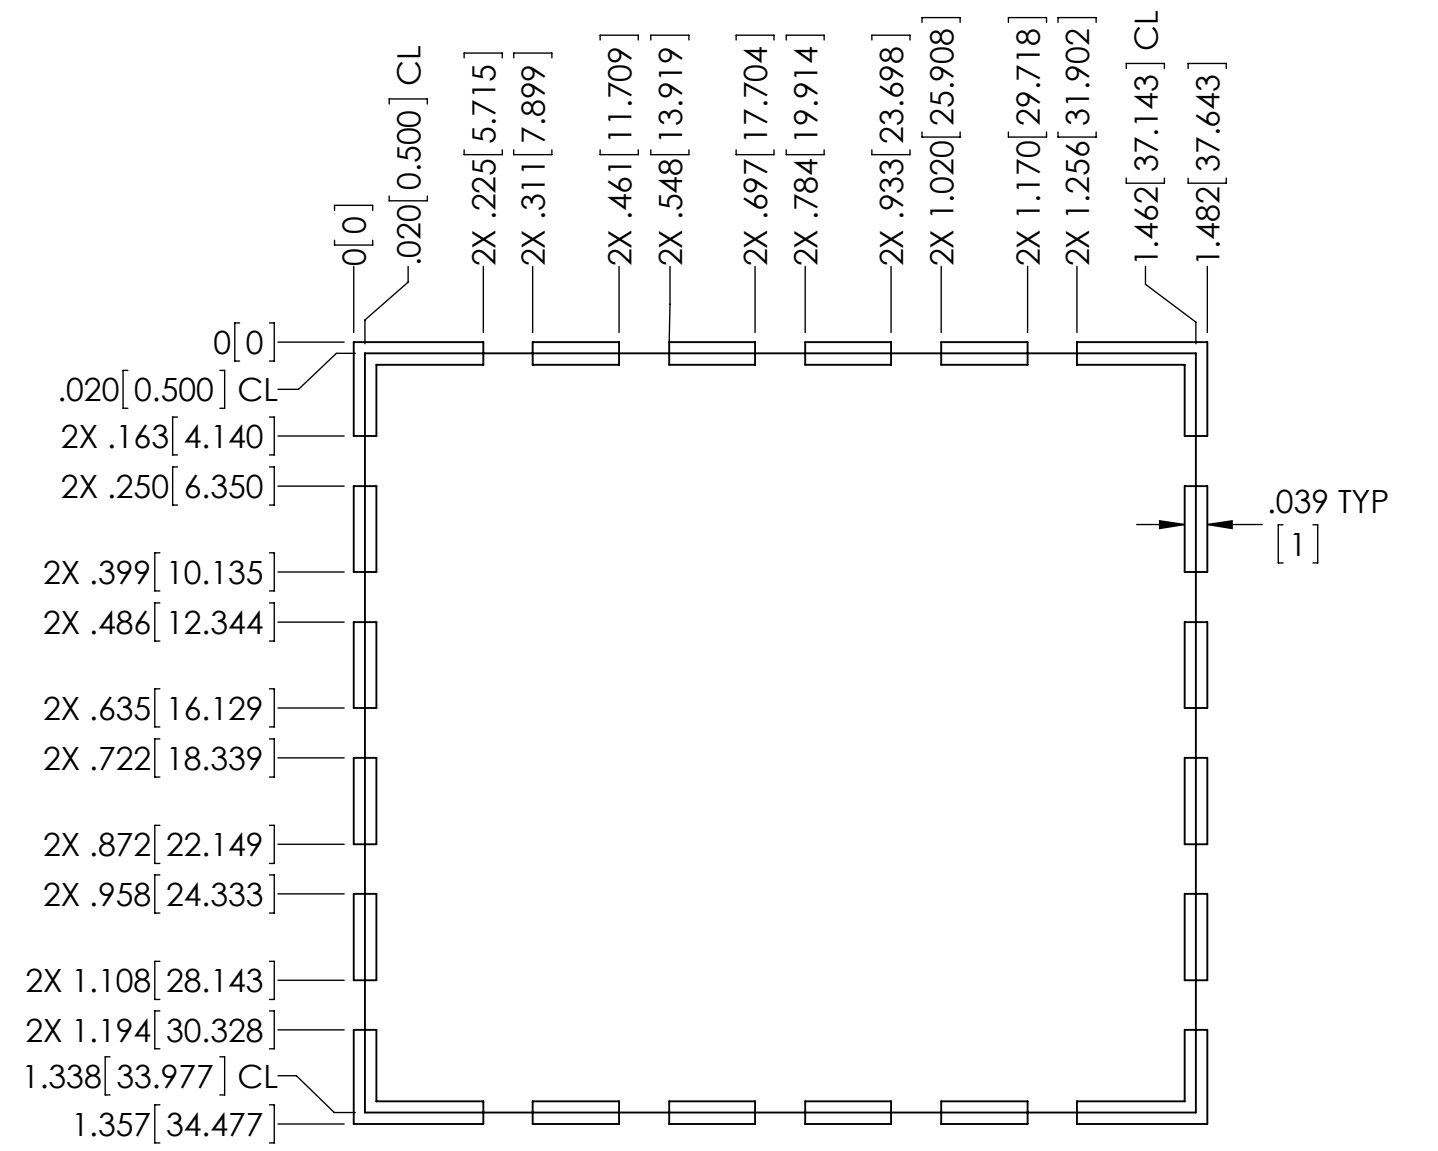 0[0]
.020[0.500] CL
2X .225[5.715]
2X .311[7.899]
2X .461[11.709]
2X .548[13.919]
2X .697[17.704]
2X .784[19.914]
2X .933[23.698]
2X 1.020[25.908]
2X 1.170[29.718]
2X 1.256[31.902]
1.462[37.143] CL
1.482[37.643]
0[0]
.020[0.500] CL
2X .163[4.140]
2X .250[6.350]
2X .399[10.135]
2X .486[12.344]
2X .635[16.129]
2X .722[18.339]
2X .872[22.149]
2X .958[24.333]
2X 1.108[28.143]
2X 1.194[30.328]
1.338[33.977] CL
1.357[34.477]
.039 TYP
[1]